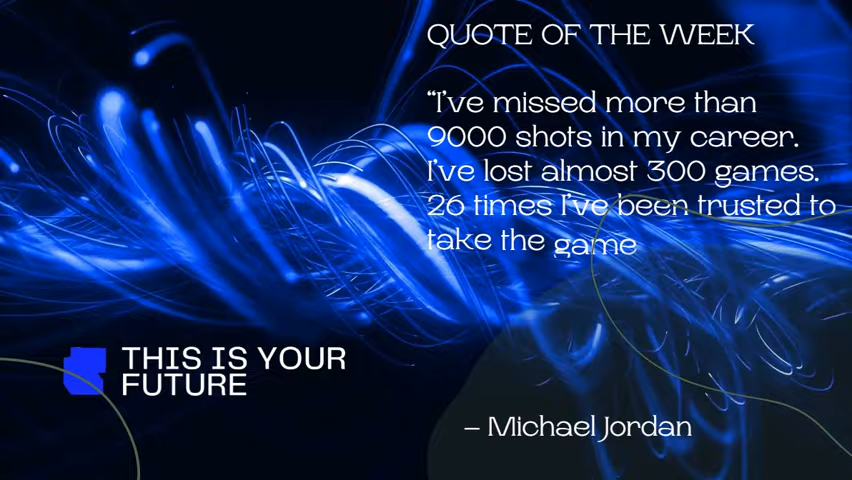 QUOTE OF THE WEEK
“I've missed more than
9000 shots in my career.
I've lost almost 300 games.
26 times I've been trusted to
take the game
THIS IS YOUR
FUTURE
– Michael Jordan